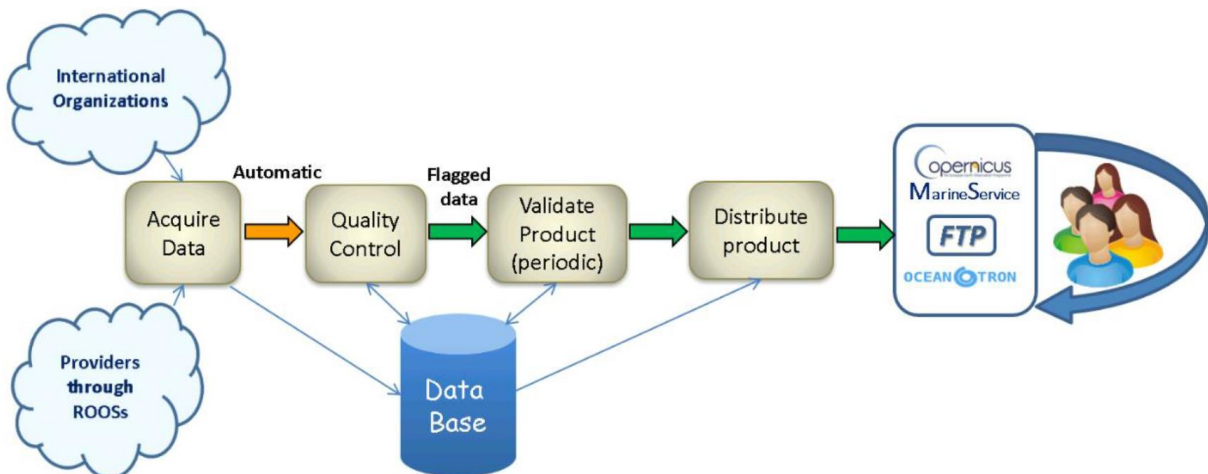 International
Organizations
Automatic
Flagged
data
Acquire
Data
Quality
Control
Validate
Product
(periodic)
Distribute
product
Copernicus
MarineService
FTP
OCEANOTRON
Providers
through
ROOSs
Data
Base